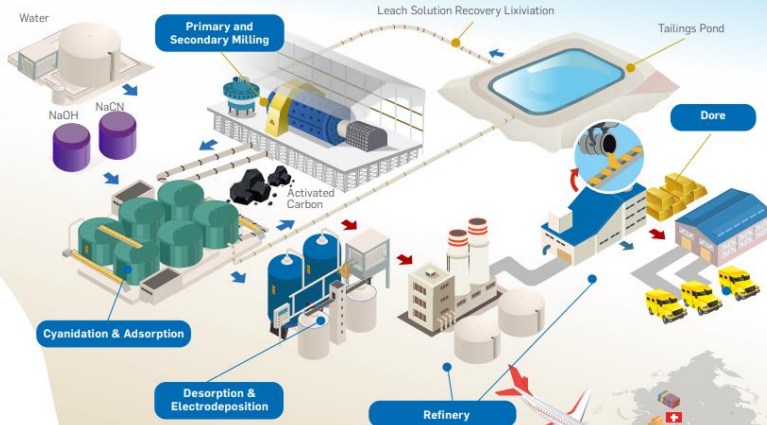 Water
Leach Solution Recovery Lixiviation
Primary and
Secondary Milling
Tailings Pond
NaOH
NaCN
Dore
Activated
Carbon
Cyanidation & Adsorption
Desorption &
Electrodeposition
Refinery